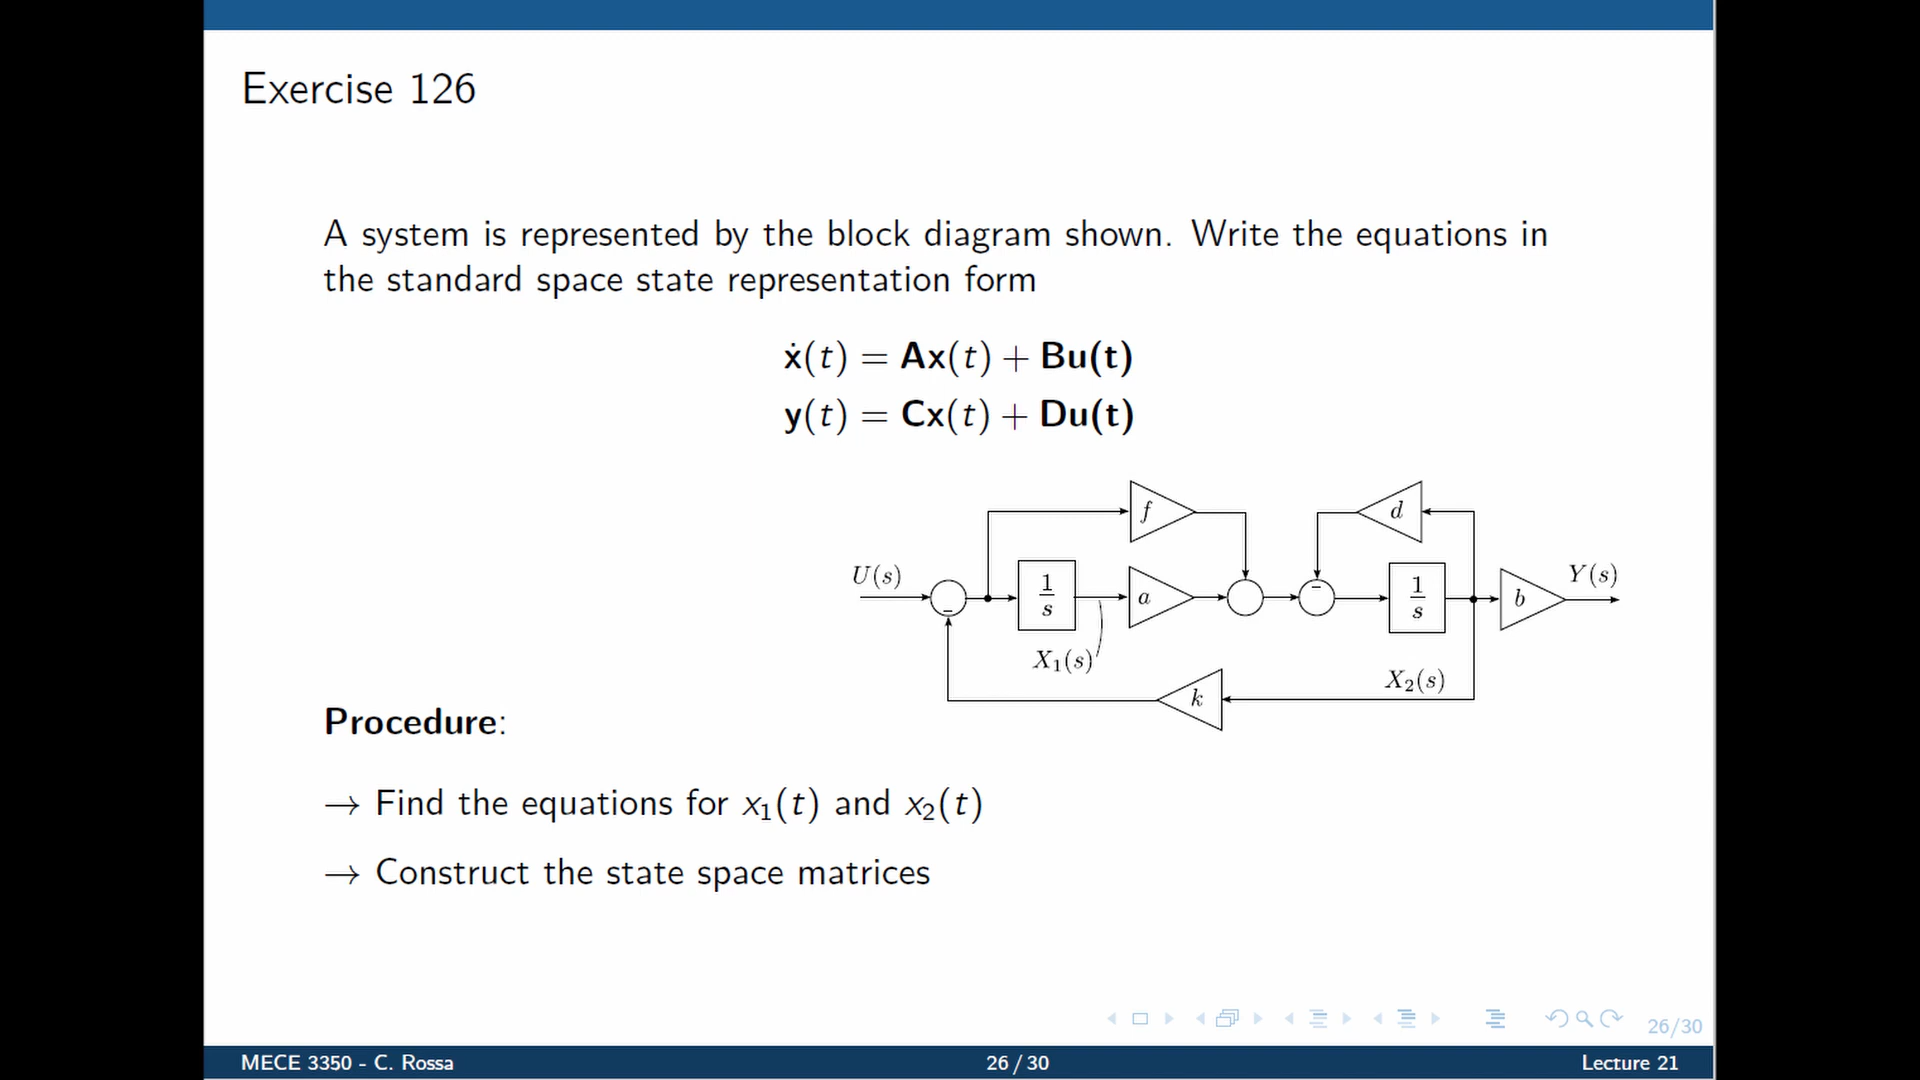 Exercise 126
A system is represented by the block diagram shown. Write the equations in
the standard space state representation form
ẋ(t) = Ax(t) + Bu(t)
y(t) = Cx(t) + Du(t)
f
d
U(s)
-
1
s
a
-
1
s
b
Y(s)
X₁(s)
k
X₂(s)
Procedure:
→ Find the equations for x₁(t) and x₂(t)
→ Construct the state space matrices
26/30
MECE 3350 - C. Rossa
26 / 30
Lecture 21